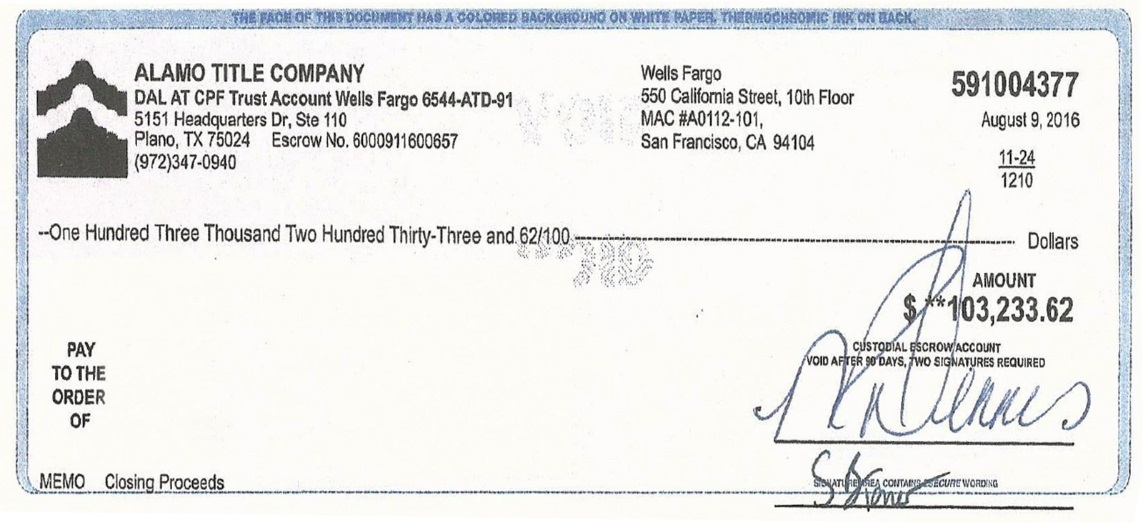 THE FACE OF THIS DOCUMENT HAS A COLORED BACKGROUND ON WHITE PAPER. THERMOCHROMIC INK ON BACK.
ALAMO TITLE COMPANY
DAL AT CPF Trust Account Wells Fargo 6544-ATD-91
5151 Headquarters Dr, Ste 110
Plano, TX 75024 Escrow No. 6000911600657
(972)347-0940
Wells Fargo
550 California Street, 10th Floor
MAC #A0112-101,
San Francisco, CA 94104
591004377
August 9, 2016
11-24
1210
--One Hundred Three Thousand Two Hundred Thirty-Three and 62/100 ---------- Dollars
AMOUNT
$ **103,233.62
CUSTODIAL ESCROW ACCOUNT
VOID AFTER 90 DAYS, TWO SIGNATURES REQUIRED
PAY
TO THE
ORDER
OF
MEMO Closing Proceeds
SIGNATURE AREA CONTAINS SECURE WORDING